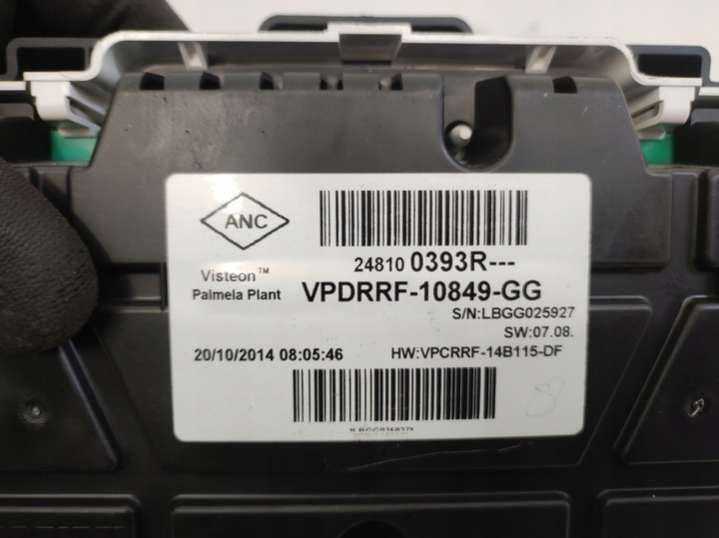 ANC
24810 0393R---
Visteon™
Palmela Plant VPDRRF-10849-GG
S/N:LBGG025927
SW:07.08.
20/10/2014 08:05:46 HW:VPCRRF-14B115-DF